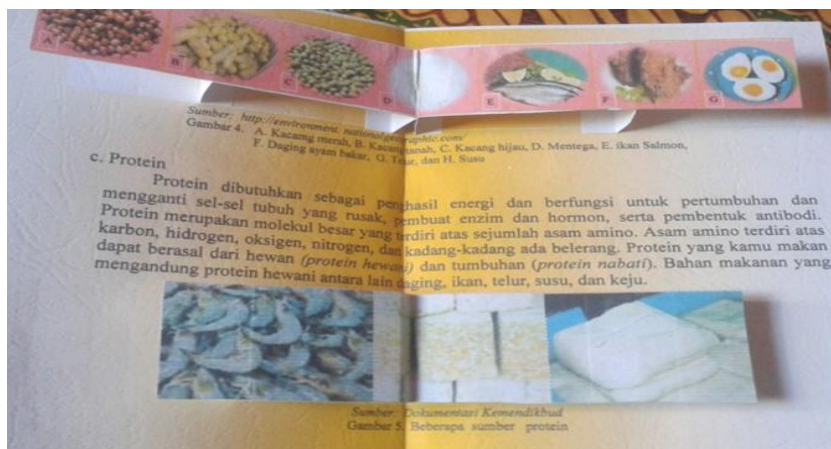 A
B
C
D
E
F
G
Sumber: http://environment.nationalgeographic.com/
Gambar 4. A. Kacamg merah, B. Kacang tanah, C. Kacang hijau, D. Mentega, E. ikan Salmon,
F. Daging ayam bakar, G. Telur, dan H. Susu
c. Protein
Protein dibutuhkan sebagai penghasil energi dan berfungsi untuk pertumbuhan dan
mengganti sel-sel tubuh yang rusak, pembuat enzim dan hormon, serta pembentuk antibodi.
Protein merupakan molekul besar yang terdiri atas sejumlah asam amino. Asam amino terdiri atas
karbon, hidrogen, oksigen, nitrogen, dan kadang-kadang ada belerang. Protein yang kamu makan
dapat berasal dari hewan (protein hewani) dan tumbuhan (protein nabati). Bahan makanan yang
mengandung protein hewani antara lain daging, ikan, telur, susu, dan keju.
Sumber: Dokumentasi Kemendikbud
Gambar 5. Beberapa sumber protein